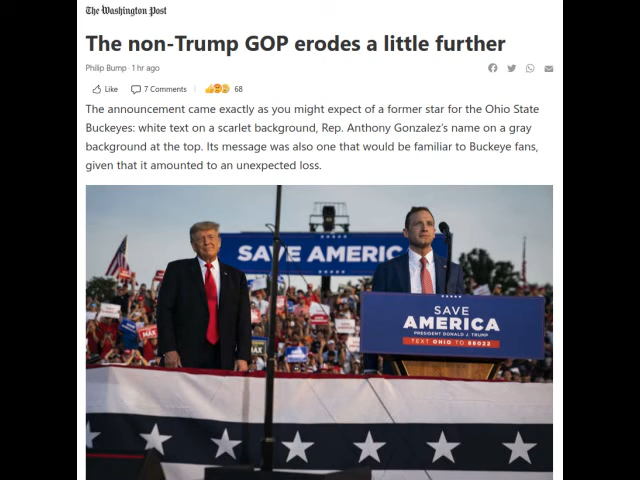 The Washington Post
The non-Trump GOP erodes a little further
Philip Bump · 1 hr ago
Like
7 Comments
68
The announcement came exactly as you might expect of a former star for the Ohio State
Buckeyes: white text on a scarlet background, Rep. Anthony Gonzalez's name on a gray
background at the top. Its message was also one that would be familiar to Buckeye fans,
given that it amounted to an unexpected loss.
SAVE AMERIC
SAVE
AMERICA
PRESIDENT DONALD J. TRUMP
TEXT OHIO TO 88022